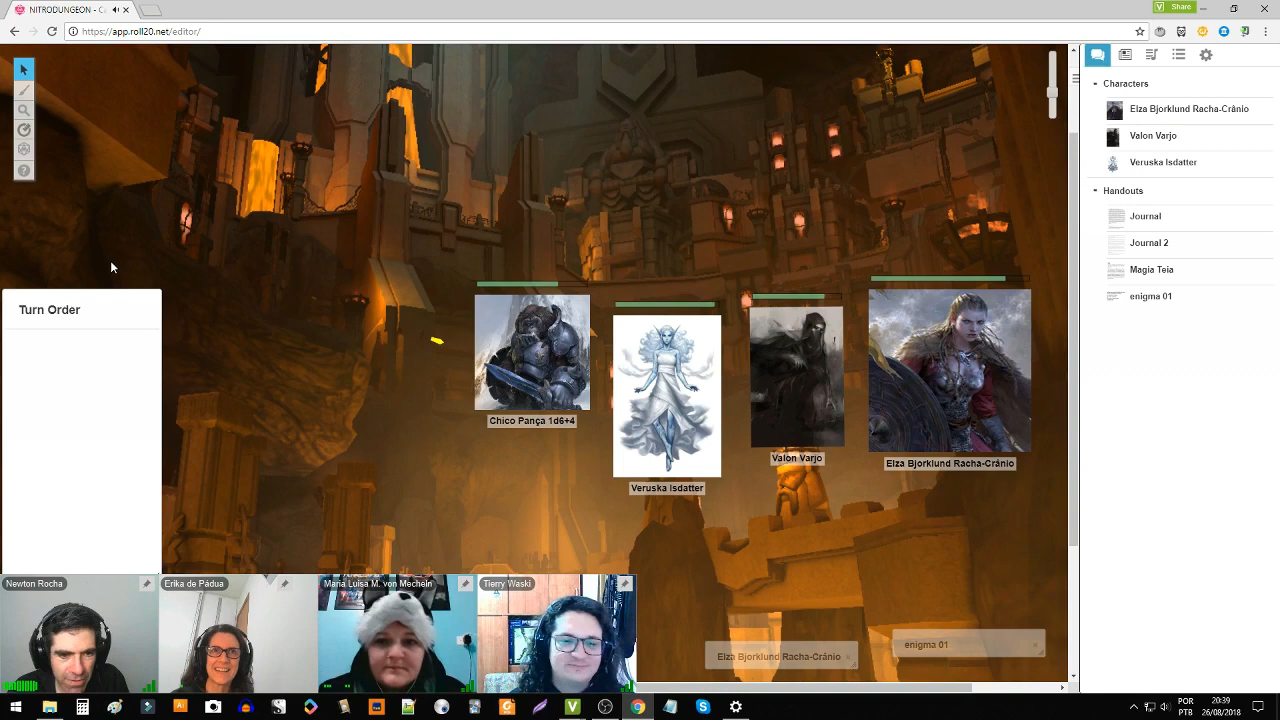 NITRODUNGEON - Ca
Share
https://app.roll20.net/editor/
Characters
Elza Bjorklund Racha-Crânio
Valon Varjo
Veruska Isdatter
Handouts
Journal
Journal 2
Magia Téia
enigma 01
Turn Order
Chico Pança 1d6+4
Veruska Isdatter
Valon Varjo
Elza Bjorklund Racha-Crânio
Newton Rocha
Erika de Pádua
Maria Luisa M. von Mecheln
Tierry Waski
Elza Bjorklund Racha-Crânio
enigma 01
Ai
POR
PTB
20:39
26/08/2018